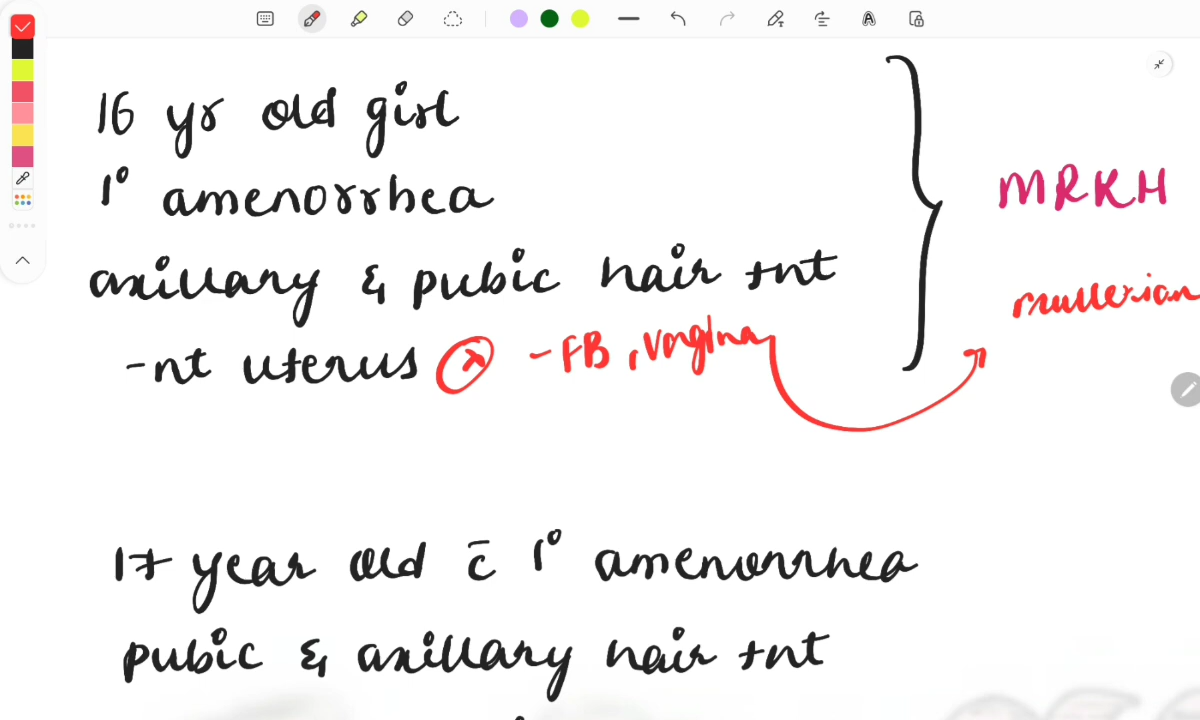 16 yr old girl
1° amenorrhea
axillary & pubic hair +nt
-nt uterus x - FB, Vagina
MRKH
mullerian
17 year old c̄ 1° amenorrhea
pubic & axillary hair +nt